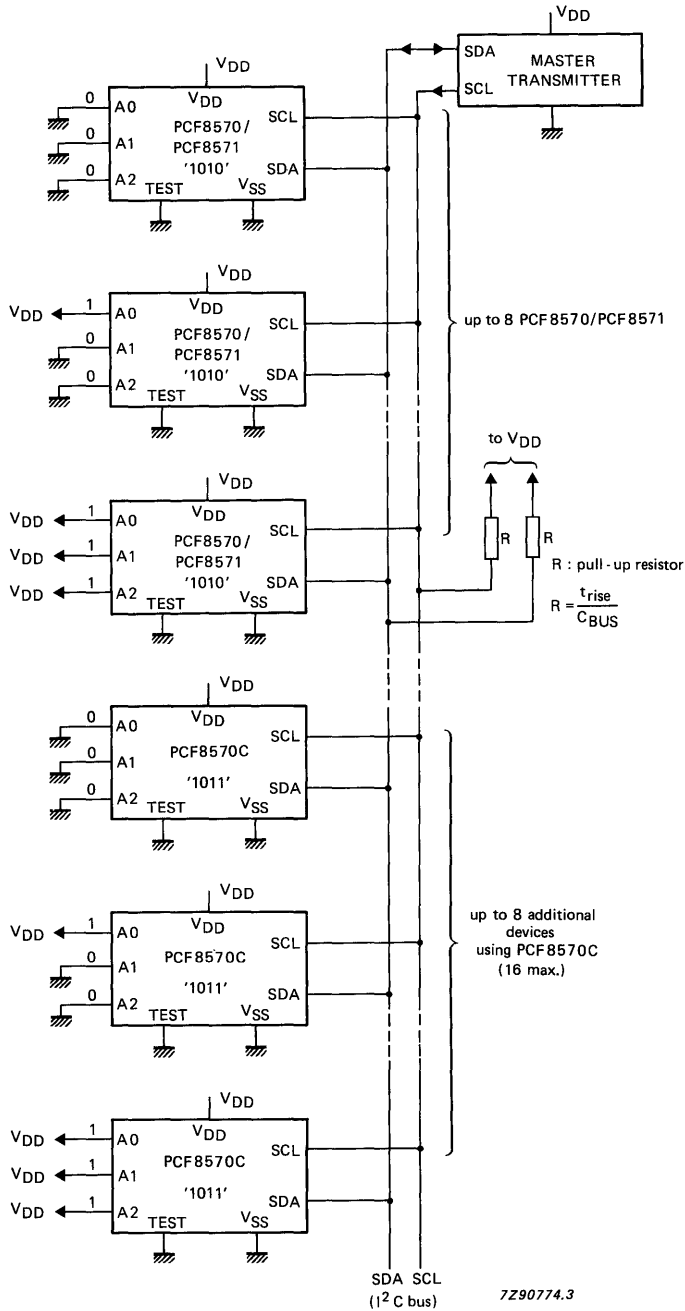 VDD
SDA
MASTER
TRANSMITTER
SCL
VDD
0 A0 VDD
PCF8570/ SCL
0 A1 PCF8571
0 A2 '1010' SDA
TEST VSS
VDD
VDD 1 A0 VDD
PCF8570/ SCL
0 A1 PCF8571
0 A2 '1010' SDA
TEST VSS
up to 8 PCF8570/PCF8571
VDD
VDD 1 A0 VDD
PCF8570/ SCL
VDD 1 A1 PCF8571
VDD 1 A2 '1010' SDA
TEST VSS
to VDD
R R
R : pull-up resistor
R = trise
CBUS
VDD
0 A0 VDD
SCL
0 A1 PCF8570C
0 A2 '1011' SDA
TEST VSS
VDD
VDD 1 A0 VDD
SCL
0 A1 PCF8570C
0 A2 '1011' SDA
TEST VSS
up to 8 additional
devices
using PCF8570C
(16 max.)
VDD
VDD 1 A0 VDD
SCL
VDD 1 A1 PCF8570C
VDD 1 A2 '1011' SDA
TEST VSS
SDA SCL
(I²C bus)
7Z90774.3